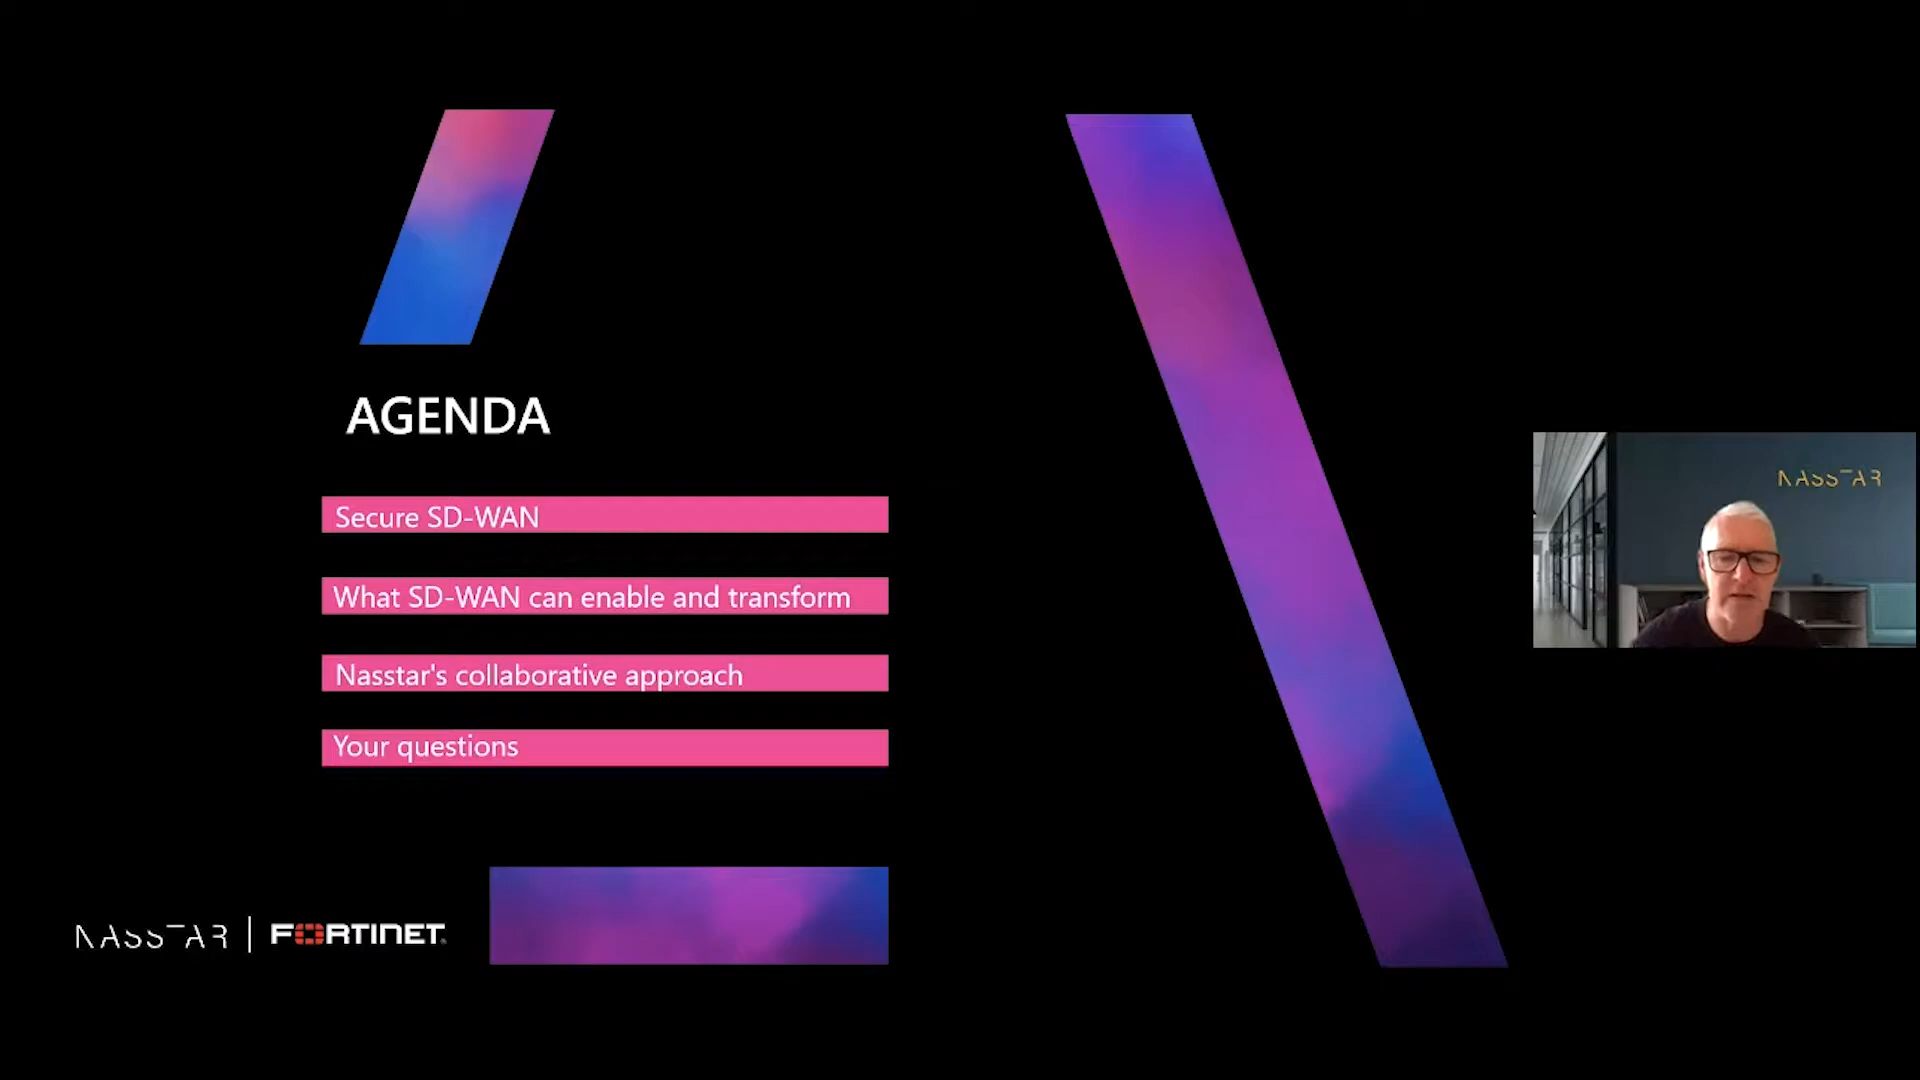 AGENDA
Secure SD-WAN
What SD-WAN can enable and transform
Nasstar's collaborative approach
Your questions
NASSTAR | FORTINET
NASSTAR